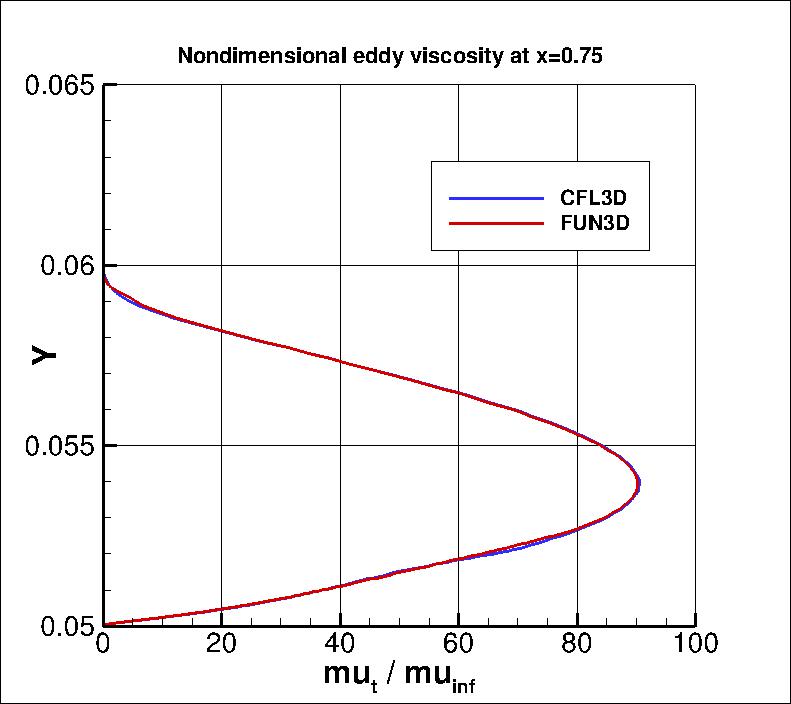 Nondimensional eddy viscosity at x=0.75
0.065
CFL3D
FUN3D
0.06
Y
0.055
0.05
0 20 40 60 80 100
mu_t / mu_inf